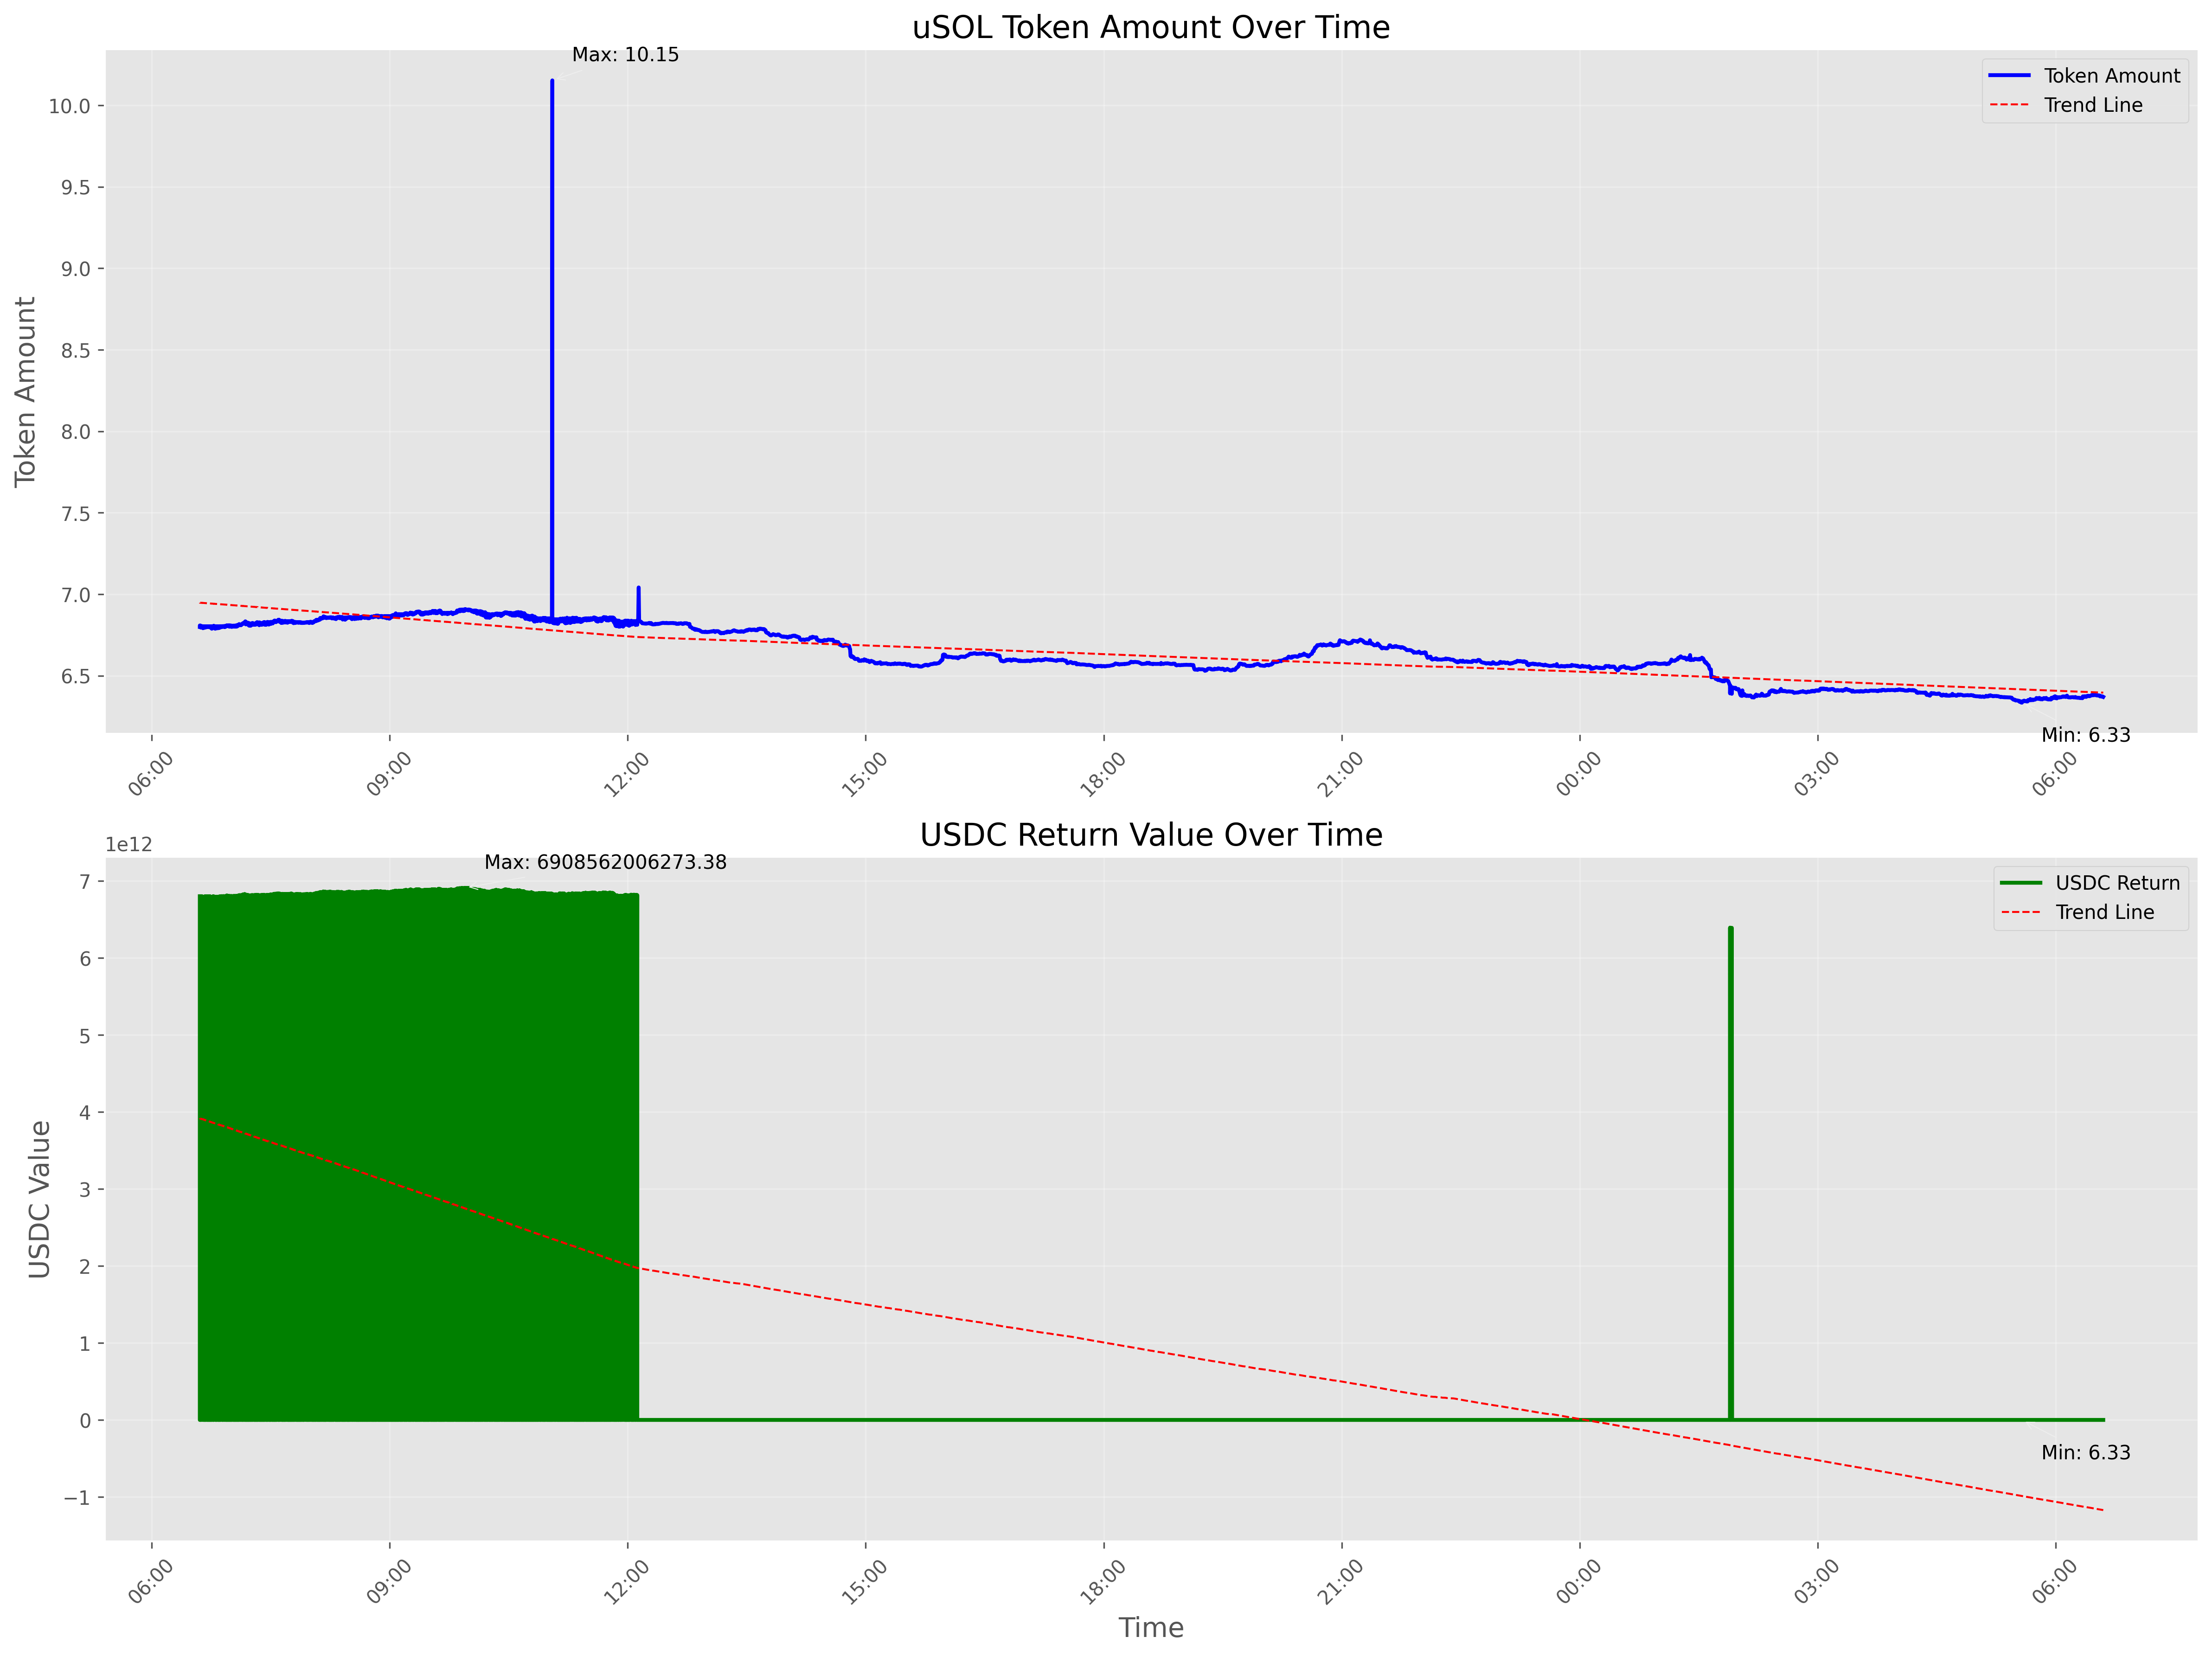 uSOL Token Amount Over Time
Max: 10.15
Token Amount
Trend Line
Token Amount
10.0
9.5
9.0
8.5
8.0
7.5
7.0
6.5
Min: 6.33
06:00 09:00 12:00 15:00 18:00 21:00 00:00 03:00 06:00
USDC Return Value Over Time
1e12
Max: 6908562006273.38
USDC Return
Trend Line
USDC Value
7
6
5
4
3
2
1
0
−1
Min: 6.33
06:00 09:00 12:00 15:00 18:00 21:00 00:00 03:00 06:00
Time